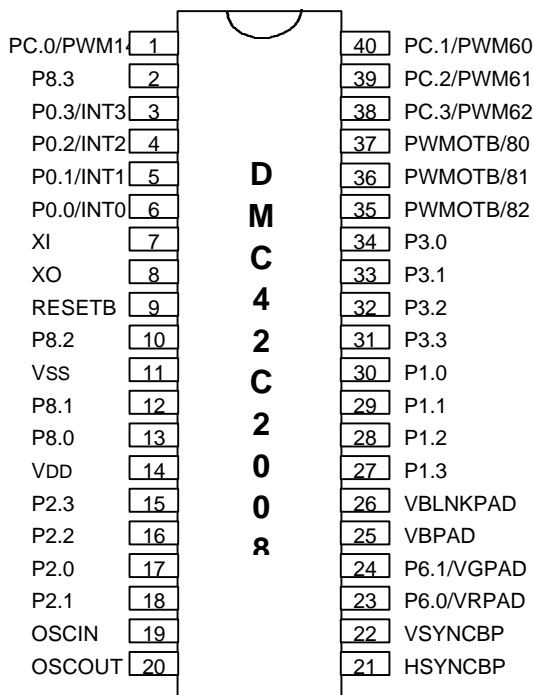 PC.0/PWM14 1 40 PC.1/PWM60
P8.3 2 39 PC.2/PWM61
P0.3/INT3 3 38 PC.3/PWM62
P0.2/INT2 4 37 PWMOTB/80
P0.1/INT1 5 36 PWMOTB/81
P0.0/INT0 6 35 PWMOTB/82
XI 7 34 P3.0
XO 8 33 P3.1
RESETB 9 32 P3.2
P8.2 10 31 P3.3
VSS 11 30 P1.0
P8.1 12 29 P1.1
P8.0 13 28 P1.2
VDD 14 27 P1.3
P2.3 15 26 VBLNKPAD
P2.2 16 25 VBPAD
P2.0 17 24 P6.1/VGPAD
P2.1 18 23 P6.0/VRPAD
OSCIN 19 22 VSYNCBP
OSCOUT 20 21 HSYNCBP
D
M
C
4
2
C
2
0
0
8